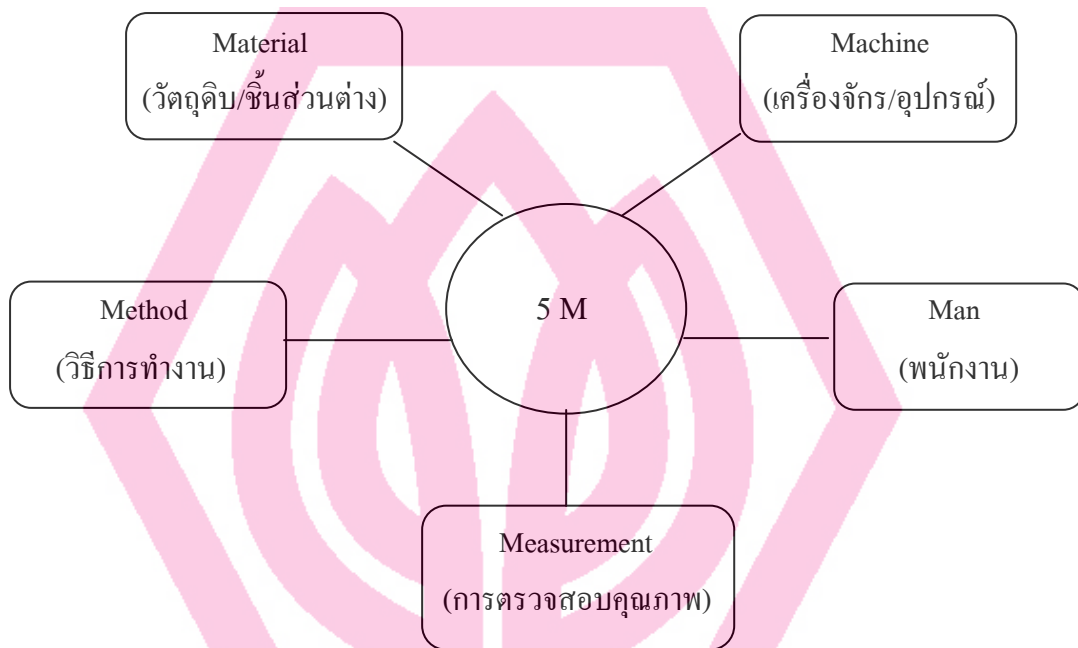 Material
(วัตถุดิบ/ชิ้นส่วนต่าง)
Machine
(เครื่องจักร/อุปกรณ์)
Method
(วิธีการทำงาน)
5 M
Man
(พนักงาน)
Measurement
(การตรวจสอบคุณภาพ)